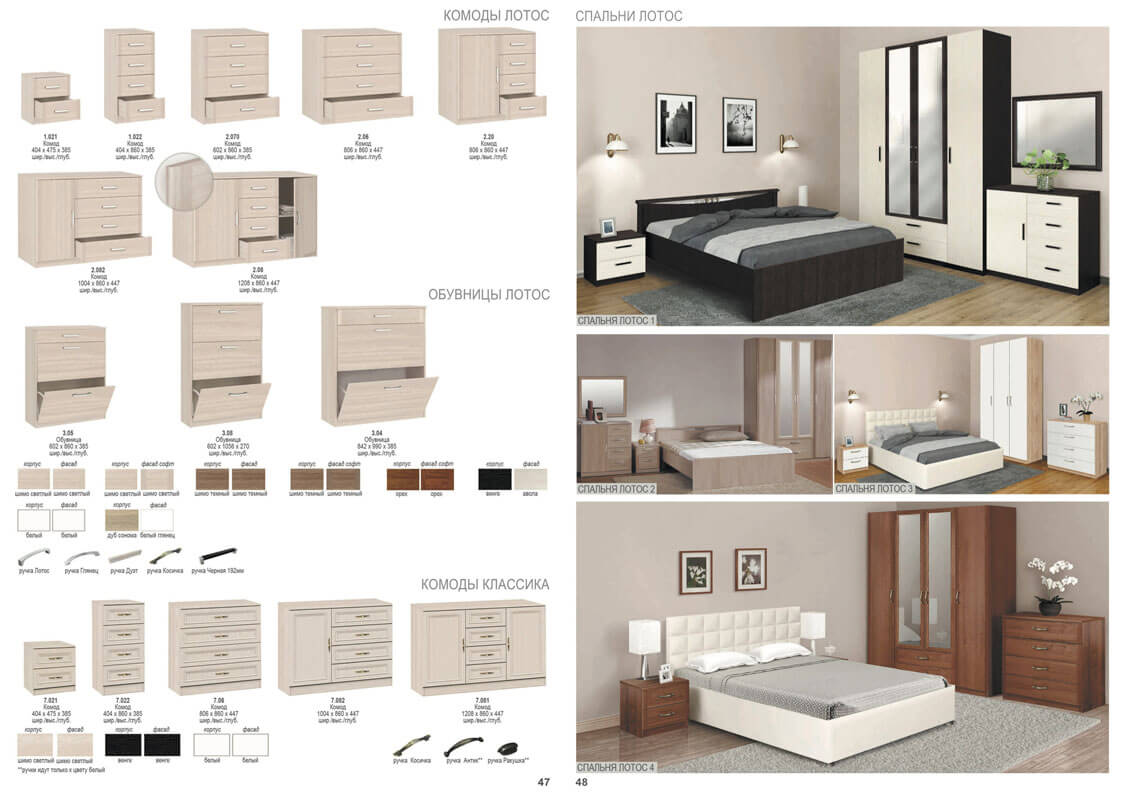 КОМОДЫ ЛОТОС
1.021
Комод
404 x 475 x 385
шир./выс./глуб.
1.022
Комод
404 x 860 x 385
шир./выс./глуб.
2.070
Комод
602 x 860 x 385
шир./выс./глуб.
2.06
Комод
806 x 860 x 447
шир./выс./глуб.
2.20
Комод
806 x 860 x 447
шир./выс./глуб.
2.082
Комод
1004 x 860 x 447
шир./выс./глуб.
2.08
Комод
1208 x 860 x 447
шир./выс./глуб.
ОБУВНИЦЫ ЛОТОС
3.05
Обувница
602 x 860 x 385
шир./выс./глуб.
3.03
Обувница
602 x 1056 x 270
шир./выс./глуб.
3.04
Обувница
842 x 990 x 385
шир./выс./глуб.
корпус фасад корпус фасад софт корпус фасад корпус фасад софт корпус фасад корпус фасад
шимо светлый шимо светлый шимо светлый шимо светлый шимо темный шимо темный шимо темный шимо темный орех орех венге авола
корпус фасад корпус фасад
белый белый дуб сонома белый глянец
ручка Лотос ручка Глянец ручка Дуэт ручка Косичка ручка Черная 192мм
КОМОДЫ КЛАССИКА
7.021
Комод
404 x 475 x 385
шир./выс./глуб.
7.022
Комод
404 x 860 x 385
шир./выс./глуб.
7.06
Комод
806 x 860 x 447
шир./выс./глуб.
7.082
Комод
1004 x 860 x 447
шир./выс./глуб.
7.081
Комод
1208 x 860 x 447
шир./выс./глуб.
корпус фасад корпус фасад корпус фасад
шимо светлый шимо светлый венге венге белый белый
**ручки идут только к цвету белый
ручка Косичка ручка Антик** ручка Ракушка**
47
СПАЛЬНИ ЛОТОС
СПАЛЬНЯ ЛОТОС 1
СПАЛЬНЯ ЛОТОС 2
СПАЛЬНЯ ЛОТОС 3
СПАЛЬНЯ ЛОТОС 4
48